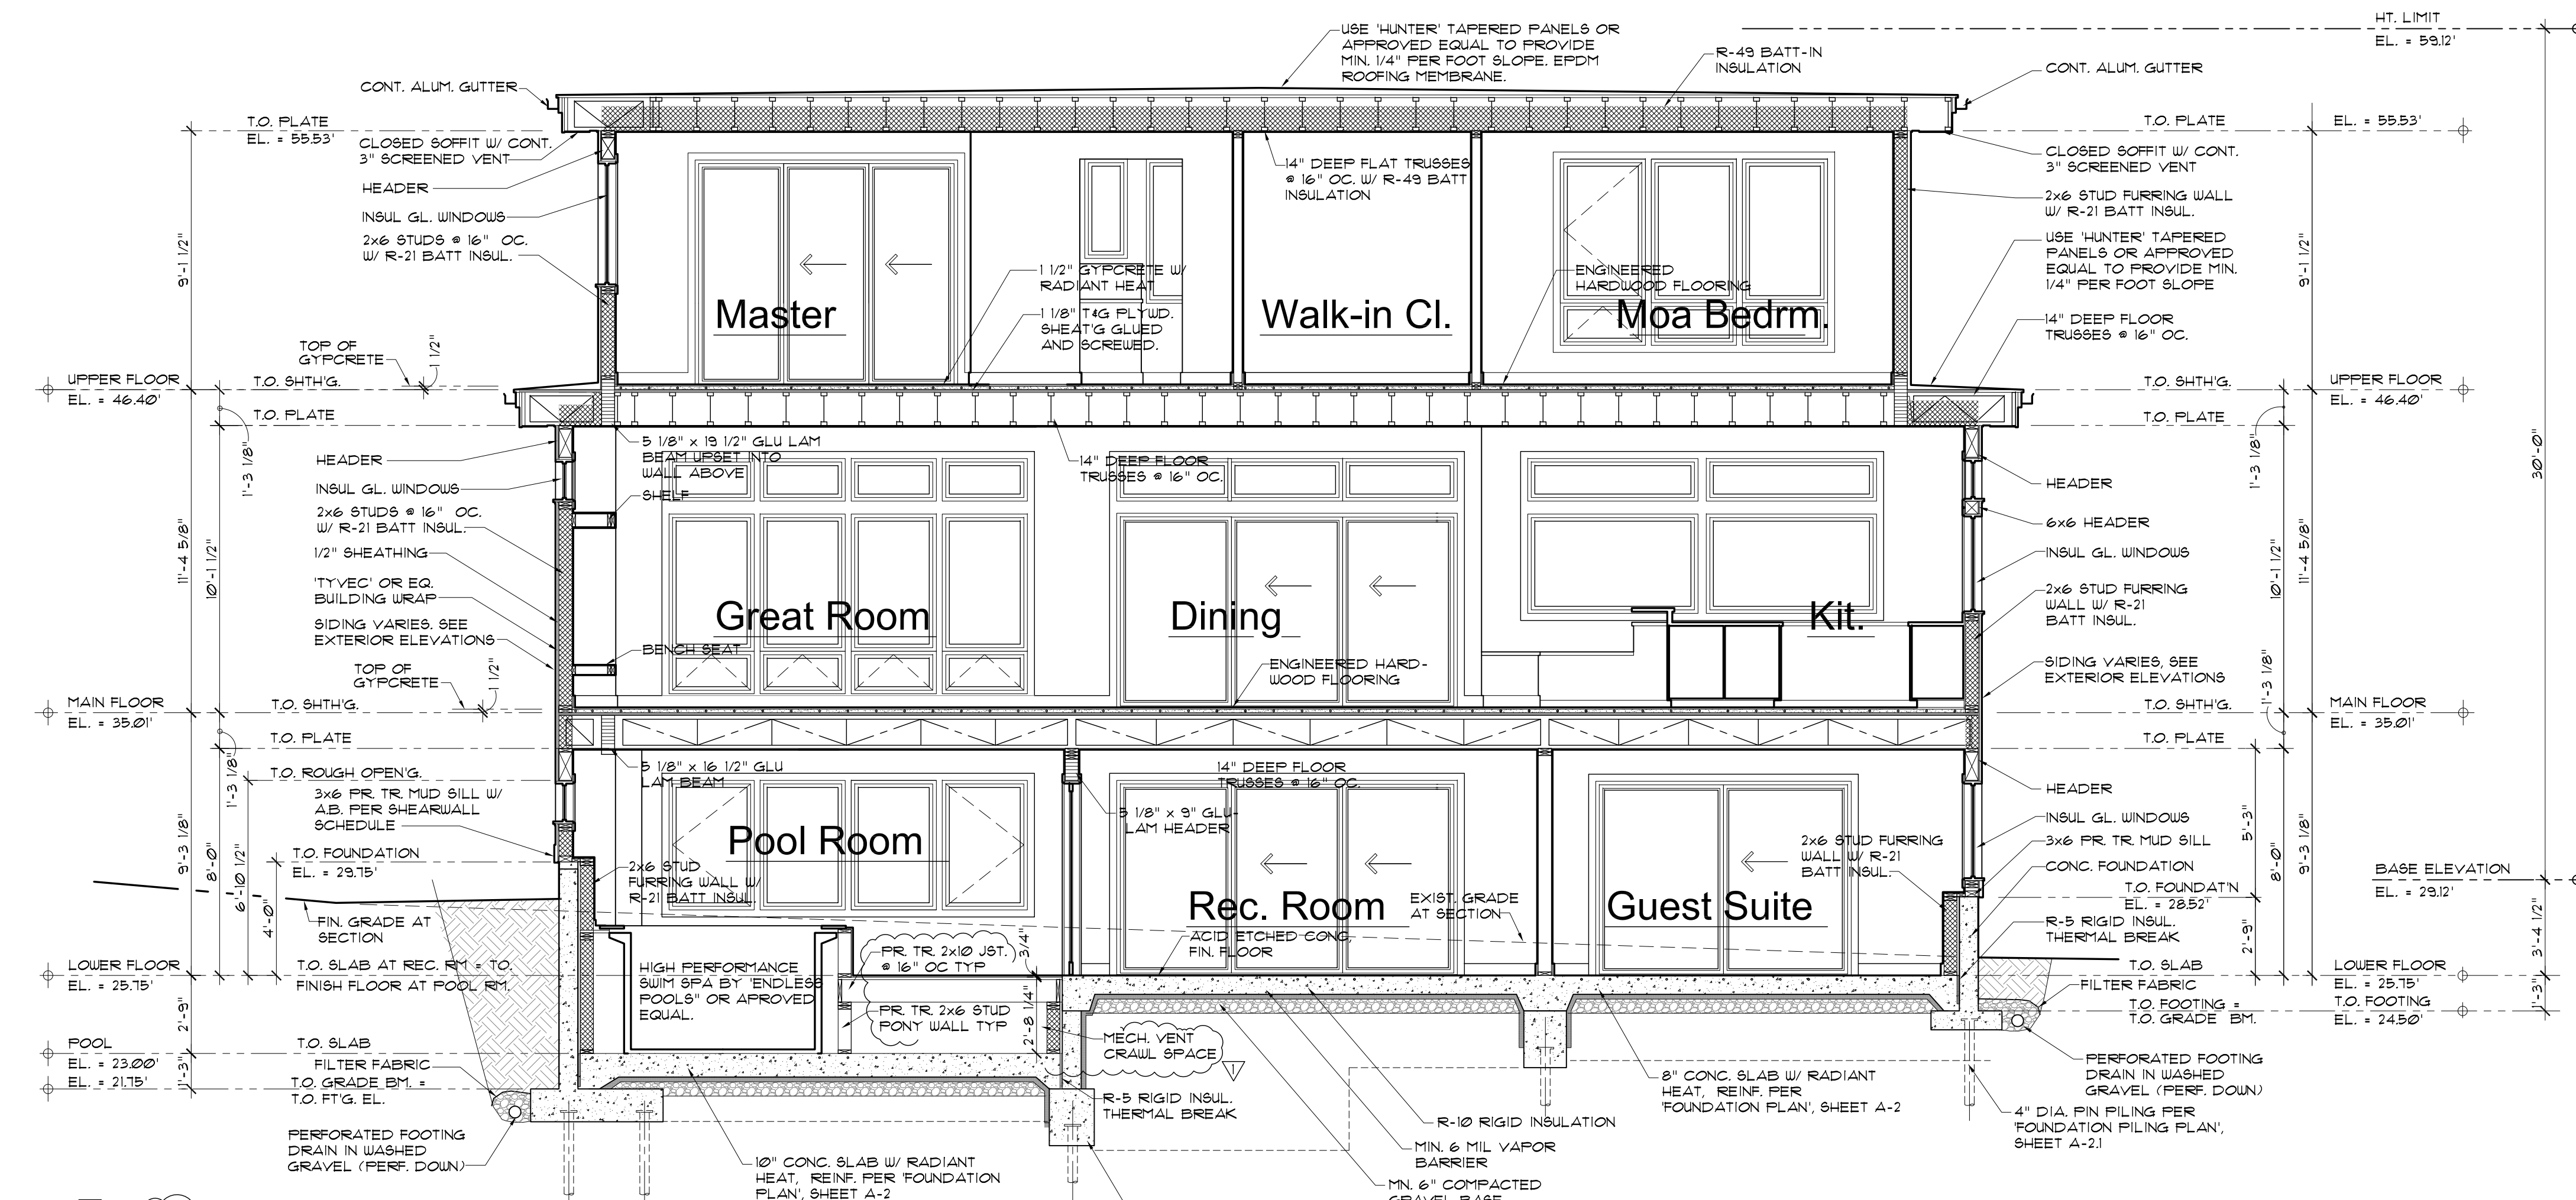 HT. LIMIT
EL. = 59.12'
USE 'HUNTER' TAPERED PANELS OR
APPROVED EQUAL TO PROVIDE
MIN. 1/4" PER FOOT SLOPE. EPDM
ROOFING MEMBRANE.
R-49 BATT-IN
INSULATION
CONT. ALUM. GUTTER
CONT. ALUM. GUTTER
T.O. PLATE
EL. = 55.53'
CLOSED SOFFIT W/ CONT.
3" SCREENED VENT
HEADER
INSUL GL. WINDOWS
2x6 STUDS @ 16" OC.
W/ R-21 BATT INSUL.
9'-1 1/2"
14" DEEP FLAT TRUSSES
@ 16" OC. W/ R-49 BATT
INSULATION
1 1/2" GYPCRETE W/
RADIANT HEAT
1 1/8" T&G PLYWD.
SHEAT'G GLUED
AND SCREWED.
ENGINEERED
HARDWOOD FLOORING
Master
Walk-in Cl.
Moa Bedrm.
T.O. PLATE
EL. = 55.53'
CLOSED SOFFIT W/ CONT.
3" SCREENED VENT
2x6 STUD FURRING WALL
W/ R-21 BATT INSUL.
USE 'HUNTER' TAPERED
PANELS OR APPROVED
EQUAL TO PROVIDE MIN.
1/4" PER FOOT SLOPE
14" DEEP FLOOR
TRUSSES @ 16" OC.
9'-1 1/2"
TOP OF
GYPCRETE
1 1/2"
UPPER FLOOR
EL. = 46.40'
T.O. SHTH'G.
T.O. PLATE
1'-3 1/8"
T.O. SHTH'G.
UPPER FLOOR
EL. = 46.40'
T.O. PLATE
1'-3 1/8"
30'-0"
HEADER
INSUL GL. WINDOWS
2x6 STUDS @ 16" OC.
W/ R-21 BATT INSUL.
1/2" SHEATHING
'TYVEC' OR EQ.
BUILDING WRAP
SIDING VARIES. SEE
EXTERIOR ELEVATIONS
11'-4 5/8"
10'-1 1/2"
5 1/8" x 19 1/2" GLU LAM
BEAM UPSET INTO
WALL ABOVE
SHELF
14" DEEP FLOOR
TRUSSES @ 16" OC.
BENCH SEAT
ENGINEERED HARD-
WOOD FLOORING
Great Room
Dining
Kit.
HEADER
6x6 HEADER
INSUL GL. WINDOWS
2x6 STUD FURRING
WALL W/ R-21
BATT INSUL.
SIDING VARIES, SEE
EXTERIOR ELEVATIONS
10'-1 1/2"
11'-4 5/8"
1'-3 1/8"
TOP OF
GYPCRETE
1 1/2"
MAIN FLOOR
EL. = 35.01'
T.O. SHTH'G.
T.O. PLATE
1'-3 1/8"
T.O. SHTH'G.
MAIN FLOOR
EL. = 35.01'
T.O. PLATE
T.O. ROUGH OPEN'G.
3x6 PR. TR. MUD SILL W/
A.B. PER SHEARWALL
SCHEDULE
T.O. FOUNDATION
EL. = 29.75'
9'-3 1/8"
8'-0"
6'-10 1/2"
4'-0"
FIN. GRADE AT
SECTION
5 1/8" x 16 1/2" GLU
LAM BEAM
14" DEEP FLOOR
TRUSSES @ 16" OC.
5 1/8" x 9" GLU-
LAM HEADER
Pool Room
2x6 STUD
FURRING WALL W/
R-21 BATT INSUL.
Rec. Room
EXIST. GRADE
AT SECTION
Guest Suite
2x6 STUD FURRING
WALL W/ R-21
BATT INSUL.
ACID ETCHED CONC,
FIN. FLOOR
HEADER
INSUL GL. WINDOWS
3x6 PR. TR. MUD SILL
CONC. FOUNDATION
T.O. FOUNDAT'N
EL. = 28.52'
R-5 RIGID INSUL.
THERMAL BREAK
5'-3"
2'-9"
8'-0"
9'-3 1/8"
BASE ELEVATION
EL. = 29.12'
3'-4 1/2"
1'-3"
LOWER FLOOR
EL. = 25.75'
T.O. SLAB AT REC. RM = TO.
FINISH FLOOR AT POOL RM.
2'-9"
POOL
EL. = 23.00'
EL. = 21.75'
1'-3"
T.O. SLAB
FILTER FABRIC
T.O. GRADE BM. =
T.O. FT'G. EL.
HIGH PERFORMANCE
SWIM SPA BY 'ENDLESS
POOLS" OR APROVED
EQUAL.
PR. TR. 2x10 JST.
@ 16" OC TYP
PR. TR. 2x6 STUD
PONY WALL TYP
3/4"
2'-8 1/4"
MECH. VENT
CRAWL SPACE
1
T.O. SLAB
FILTER FABRIC
T.O. FOOTING =
T.O. GRADE BM.
LOWER FLOOR
EL. = 25.75'
T.O. FOOTING
EL. = 24.50'
PERFORATED FOOTING
DRAIN IN WASHED
GRAVEL (PERF. DOWN)
10" CONC. SLAB W/ RADIANT
HEAT, REINF. PER 'FOUNDATION
PLAN', SHEET A-2
R-5 RIGID INSUL.
THERMAL BREAK
R-10 RIGID INSULATION
MIN. 6 MIL VAPOR
BARRIER
MN. 6" COMPACTED
GRAVEL BASE
8" CONC. SLAB W/ RADIANT
HEAT, REINF. PER
'FOUNDATION PLAN', SHEET A-2
PERFORATED FOOTING
DRAIN IN WASHED
GRAVEL (PERF. DOWN)
4" DIA. PIN PILING PER
'FOUNDATION PILING PLAN',
SHEET A-2.1